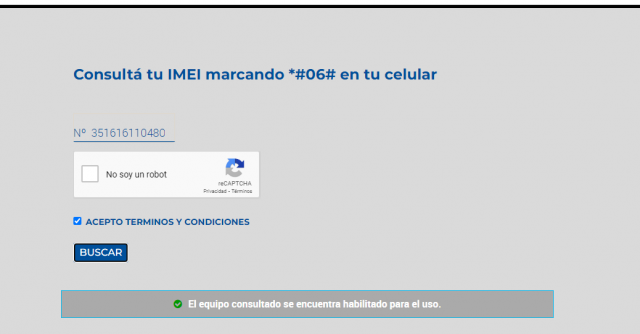 Consultá tu IMEI marcando *#06# en tu celular
Nº 351616110480
No soy un robot
reCAPTCHA
Privacidad - Términos
ACEPTO TERMINOS Y CONDICIONES
BUSCAR
El equipo consultado se encuentra habilitado para el uso.